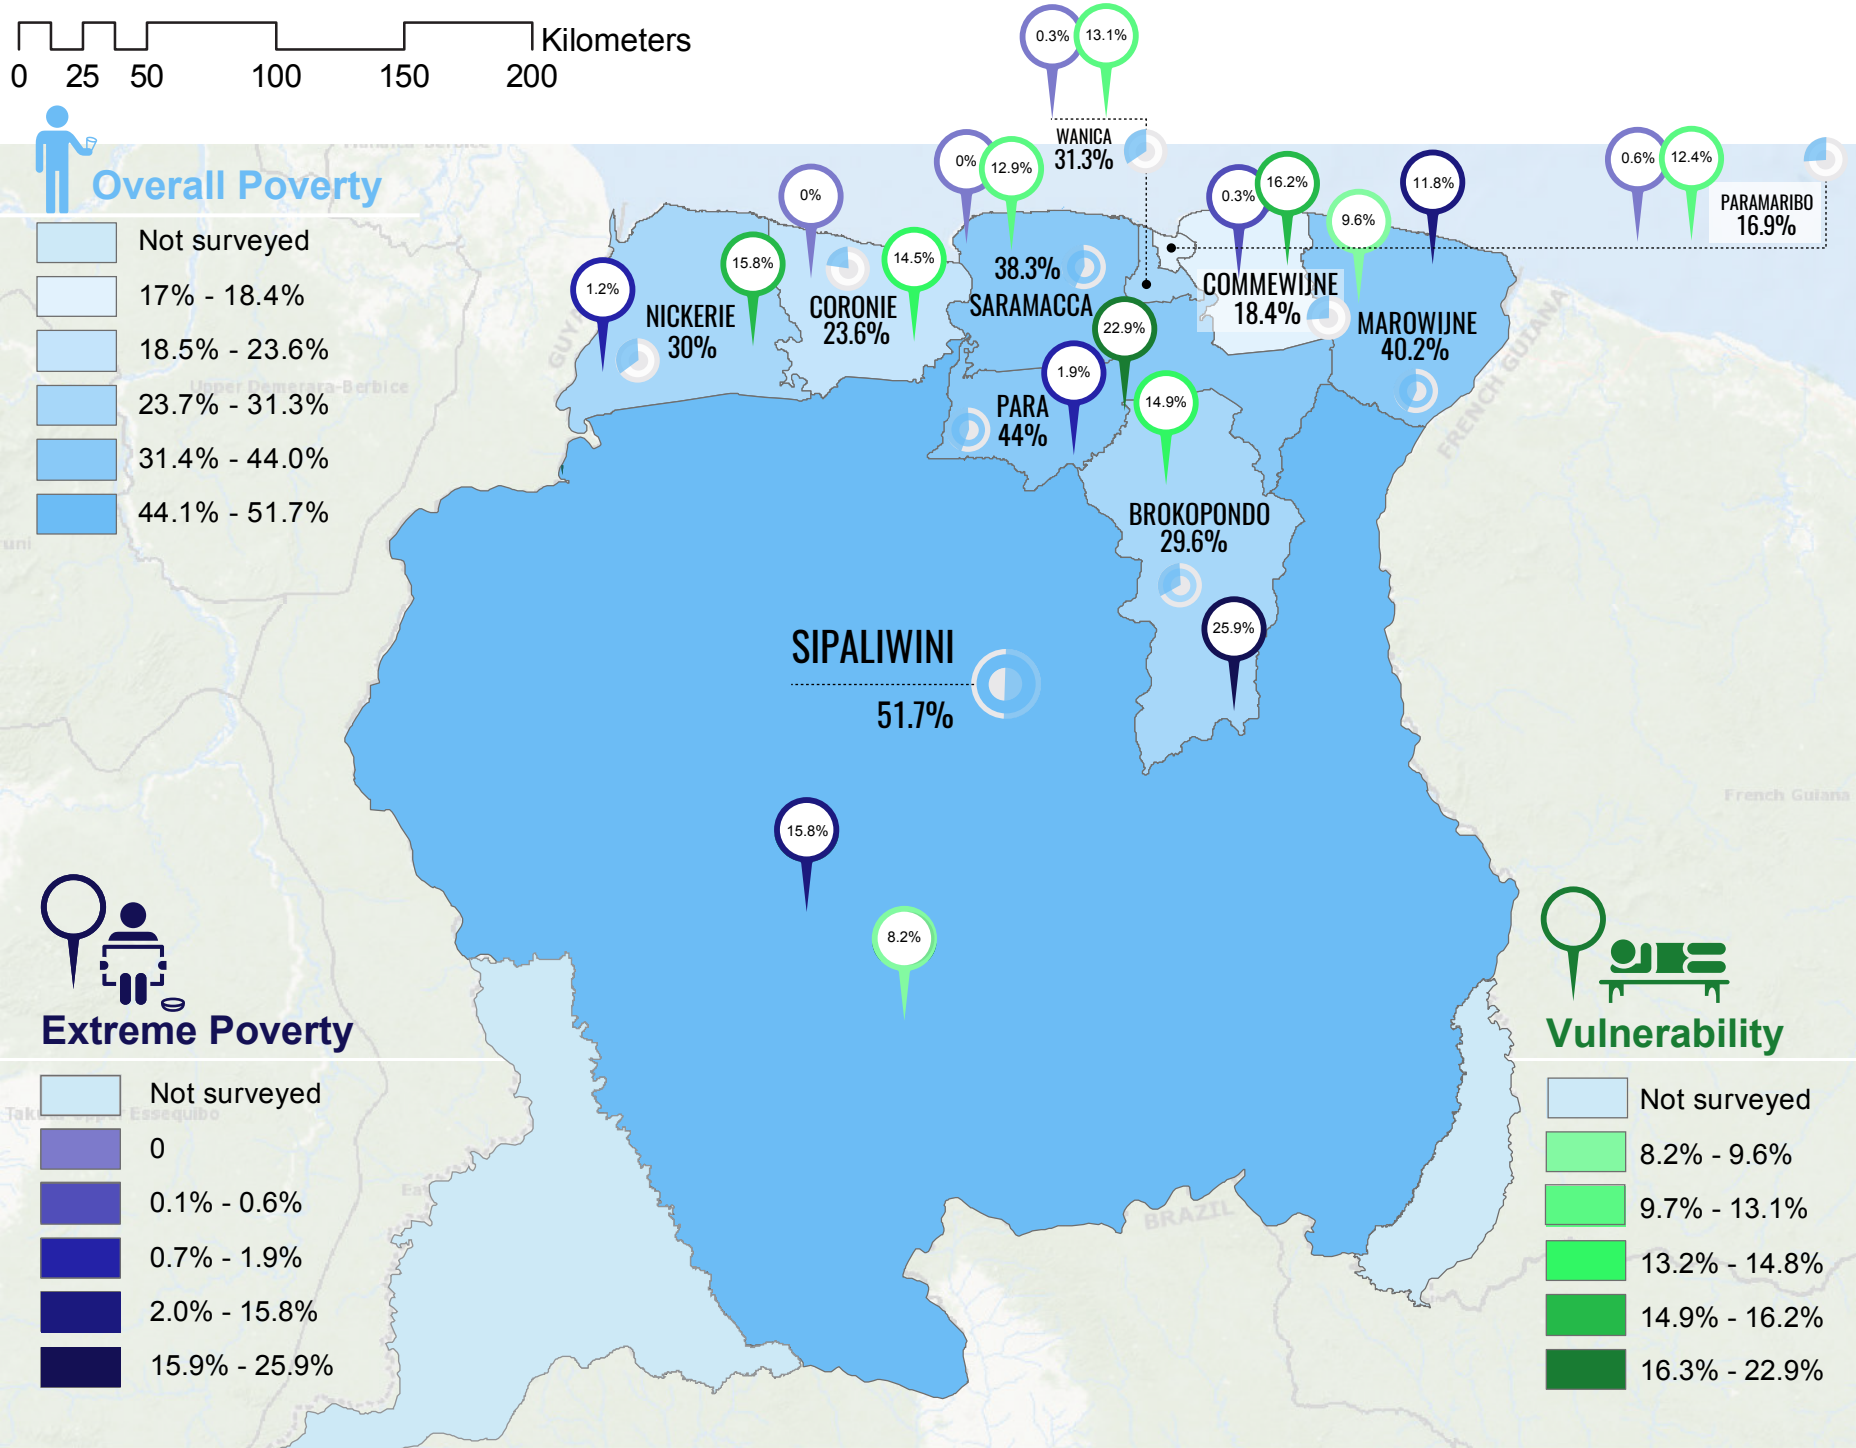 Kilometers
0 25 50 100 150 200
Overall Poverty
Not surveyed
17% - 18.4%
18.5% - 23.6%
23.7% - 31.3%
31.4% - 44.0%
44.1% - 51.7%
0.3% 13.1%
WANICA
31.3%
0% 12.9%
0%
0.3% 16.2%
9.6%
11.8%
0.6% 12.4%
PARAMARIBO
16.9%
1.2%
15.8%
14.5%
NICKERIE
30%
CORONIE
23.6%
38.3%
SARAMACCA
COMMEWIJNE
18.4%
MAROWIJNE
40.2%
22.9%
1.9%
14.9%
PARA
44%
BROKOPONDO
29.6%
25.9%
SIPALIWINI
51.7%
15.8%
8.2%
Upper Demerara-Berbice
FRENCH GUIANA
French Guiana
BRAZIL
Extreme Poverty
Not surveyed
0
0.1% - 0.6%
0.7% - 1.9%
2.0% - 15.8%
15.9% - 25.9%
Essequibo
Vulnerability
Not surveyed
8.2% - 9.6%
9.7% - 13.1%
13.2% - 14.8%
14.9% - 16.2%
16.3% - 22.9%